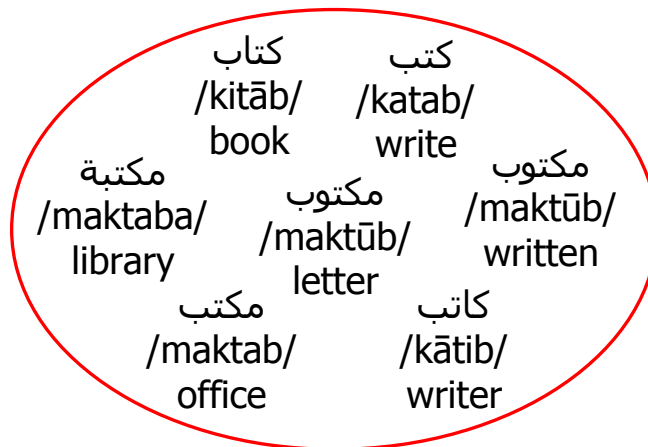 كتاب
/kitāb/
book
كتب
/katab/
write
مكتبة
/maktaba/
library
مكتوب
/maktūb/
letter
مكتوب
/maktūb/
written
مكتب
/maktab/
office
كاتب
/kātib/
writer